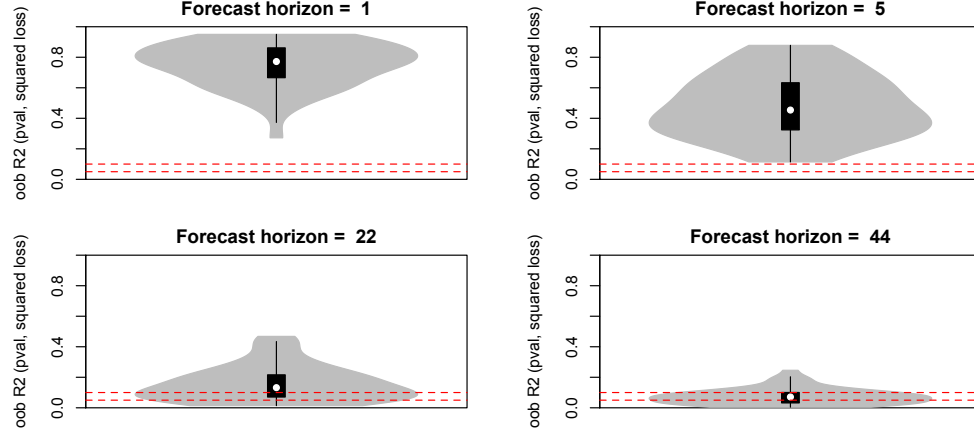 Forecast horizon = 1
oob R2 (pval, squared loss)
0.8
0.4
0.0
Forecast horizon = 5
oob R2 (pval, squared loss)
0.8
0.4
0.0
Forecast horizon = 22
oob R2 (pval, squared loss)
0.8
0.4
0.0
Forecast horizon = 44
oob R2 (pval, squared loss)
0.8
0.4
0.0